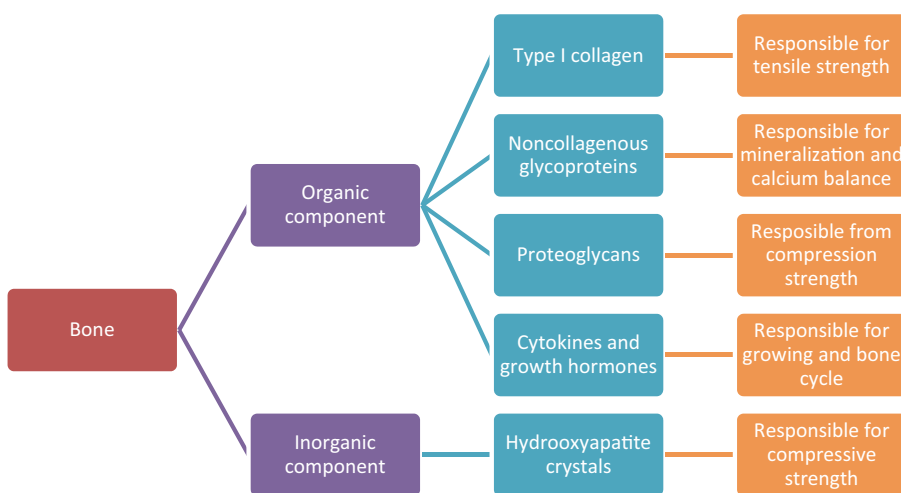 Type I collagen
Responsible for
tensile strength
Noncollagenous
glycoproteins
Responsible for
mineralization and
calcium balance
Organic
component
Proteoglycans
Resposible from
compression
strength
Bone
Cytokines and
growth hormones
Responsible for
growing and bone
cycle
Inorganic
component
Hydrooxyapatite
crystals
Responsible for
compressive
strength